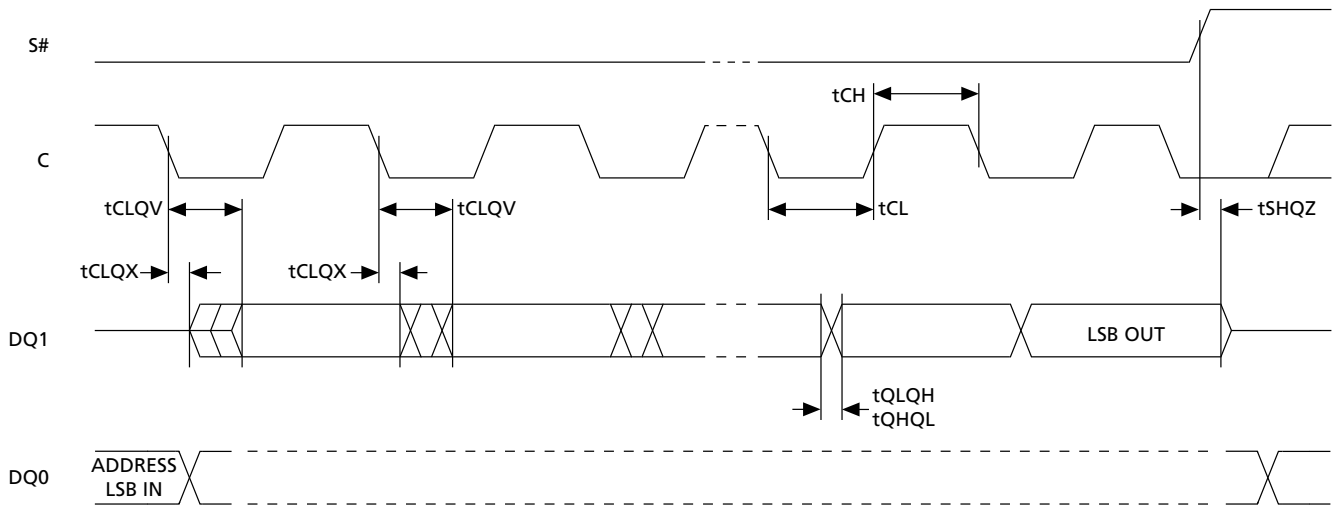 S#
tCH
C
tCLQV
tCLQV
tCL
tSHQZ
tCLQX
tCLQX
DQ1
LSB OUT
tQLQH
tQHQL
DQ0
ADDRESS
LSB IN